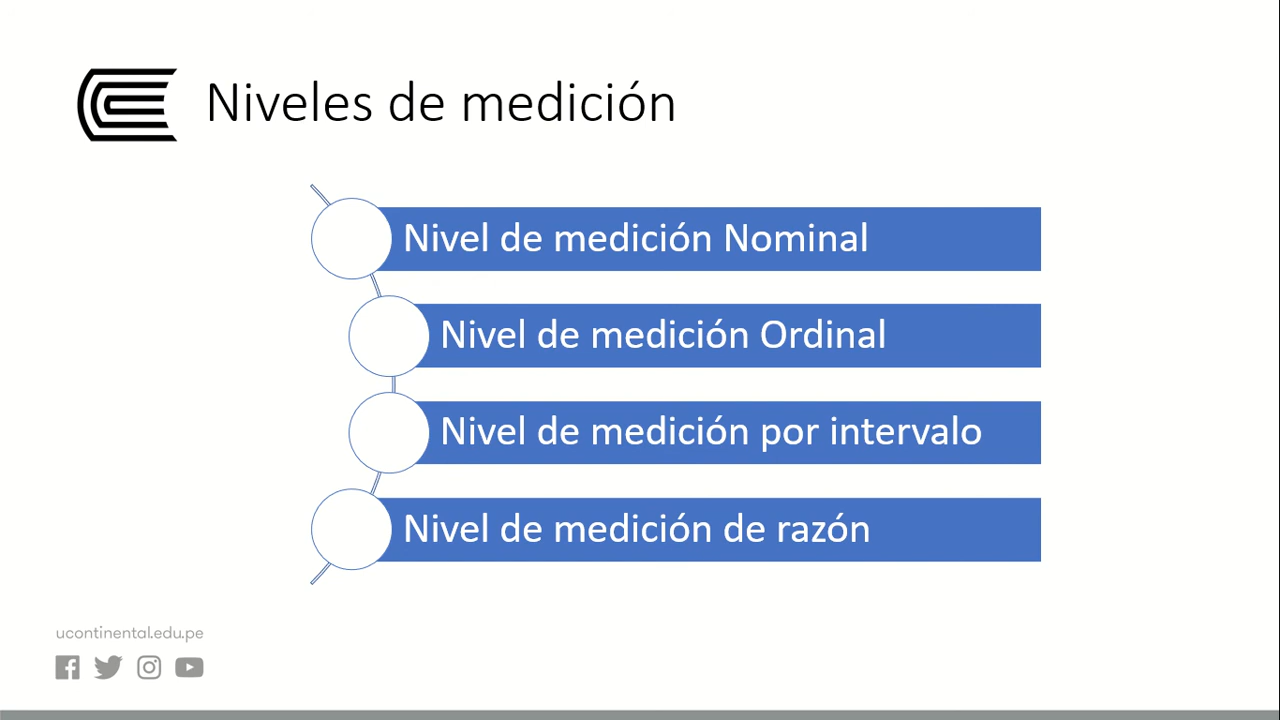 Niveles de medición
Nivel de medición Nominal
Nivel de medición Ordinal
Nivel de medición por intervalo
Nivel de medición de razón
ucontinental.edu.pe